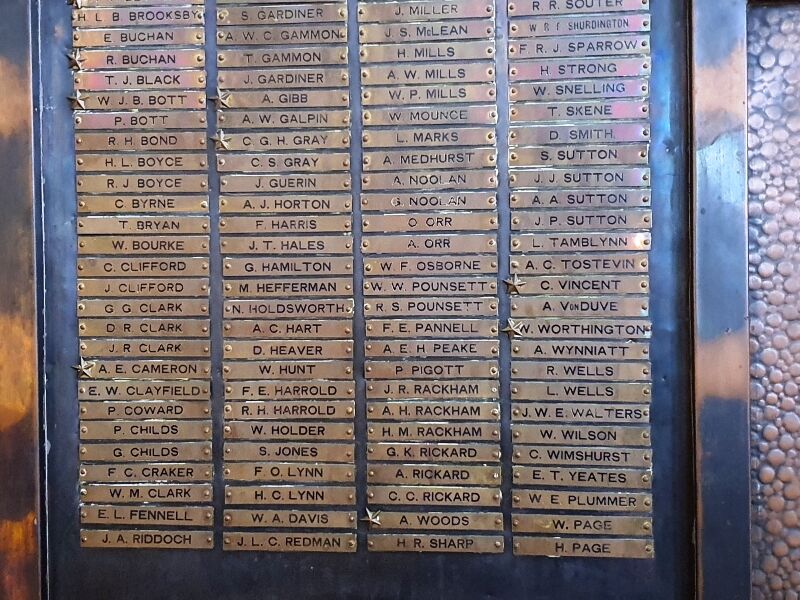 H L B BROOKSBY
E BUCHAN
R. BUCHAN
T. J. BLACK
W. J. B. BOTT
P. BOTT
R. H. BOND
H. L. BOYCE
R. J BOYCE
C BYRNE
T. BRYAN
W. BOURKE
C. CLIFFORD
J. CLIFFORD
G G CLARK
D. R. CLARK
J. R CLARK
A. E. CAMERON
E. W. CLAYFIELD
P COWARD
P. CHILDS
G. CHILDS
F C. CRAKER
W. M. CLARK
E. L. FENNELL
J. A. RIDDOCH
S. GARDINER
A. W. C. GAMMON
T. GAMMON
J. GARDINER
A. GIBB
A. W. GALPIN
C. G. H. GRAY
C. S. GRAY
J. GUERIN
A. J. HORTON
F. HARRIS
J. T. HALES
G. HAMILTON
M. HEFFERMAN
N. HOLDSWORTH
A. C. HART
D. HEAVER
W. HUNT
F. E. HARROLD
R. H. HARROLD
W. HOLDER
S. JONES
F. O. LYNN
H. C. LYNN
W. A. DAVIS
J. L. C. REDMAN
J. MILLER
J. S. McLEAN
H. MILLS
A. W. MILLS
W. P. MILLS
W. MOUNCE
L. MARKS
A. MEDHURST
A. NOOLAN
G. NOOLAN
O ORR
A. ORR
W. F. OSBORNE
W. W. POUNSETT
R. S. POUNSETT
F. E. PANNELL
A. E. H. PEAKE
P. PIGOTT
J. R. RACKHAM
A. H. RACKHAM
H. M. RACKHAM
G. K. RICKARD
A. RICKARD
C. C. RICKARD
A. WOODS
H. R. SHARP
R R. SOUTER
W. R F SHURDINGTON
F. R. J. SPARROW
H STRONG
W. SNELLING
T. SKENE
D. SMITH
S. SUTTON
J. J. SUTTON
A. A. SUTTON
J. P. SUTTON
L. TAMBLYNN
A. C. TOSTEVIN
C. VINCENT
A. Von DUVE
W. WORTHINGTON
A. WYNNIATT
R. WELLS
L. WELLS
J. W. E. WALTERS
W. WILSON
C. WIMSHURST
E. T. YEATES
W E. PLUMMER
W. PAGE
H. PAGE